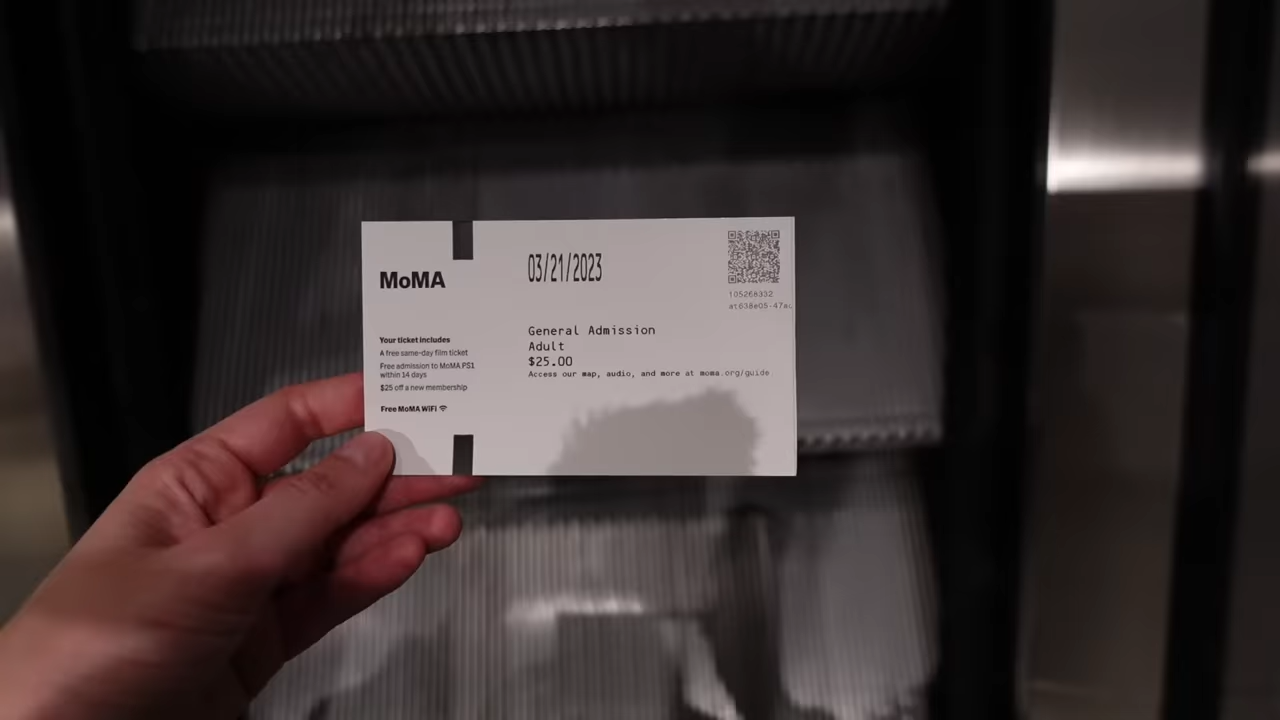 MoMA
Your ticket includes
A free same-day film ticket
Free admission to MoMA PS1
within 14 days
$25 off a new membership
Free MoMA WiFi
03/21/2023
General Admission
Adult
$25.00
Access our map, audio, and more at moma.org/guide
105268332
at638e05-47a